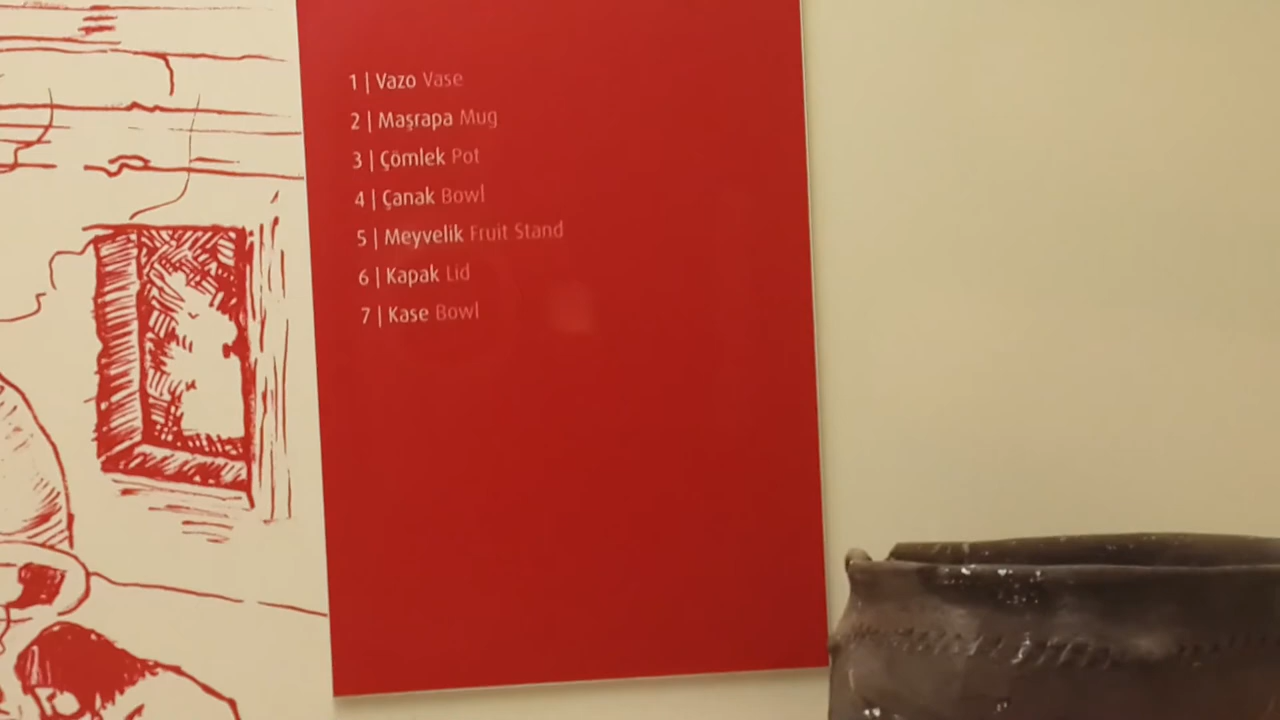 1 | Vazo Vase
2 | Maşrapa Mug
3 | Çömlek Pot
4 | Çanak Bowl
5 | Meyvelik Fruit Stand
6 | Kapak Lid
7 | Kase Bowl